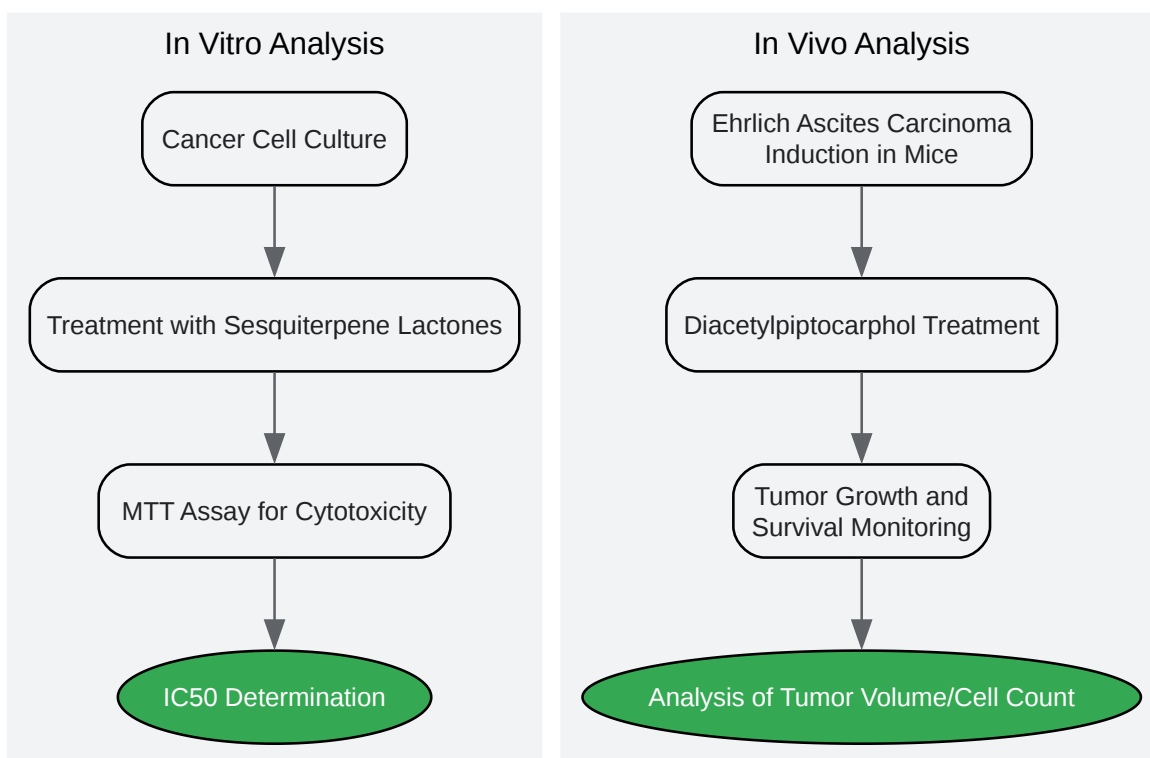 In Vitro Analysis
Cancer Cell Culture
Treatment with Sesquiterpene Lactones
MTT Assay for Cytotoxicity
IC50 Determination
In Vivo Analysis
Ehrlich Ascites Carcinoma
Induction in Mice
Diacetylpiptocarphol Treatment
Tumor Growth and
Survival Monitoring
Analysis of Tumor Volume/Cell Count